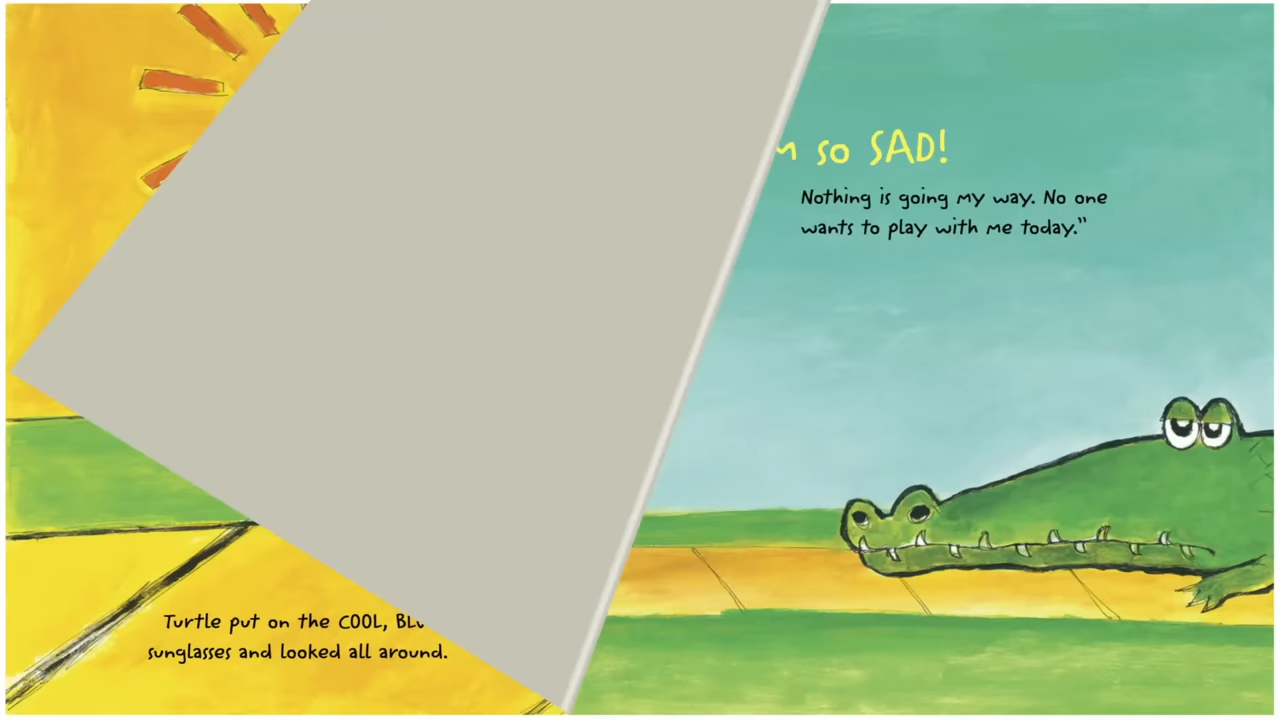 so SAD!
Nothing is going my way. No one
wants to play with me today.”
Turtle put on the COOL,
sunglasses and looked all around.